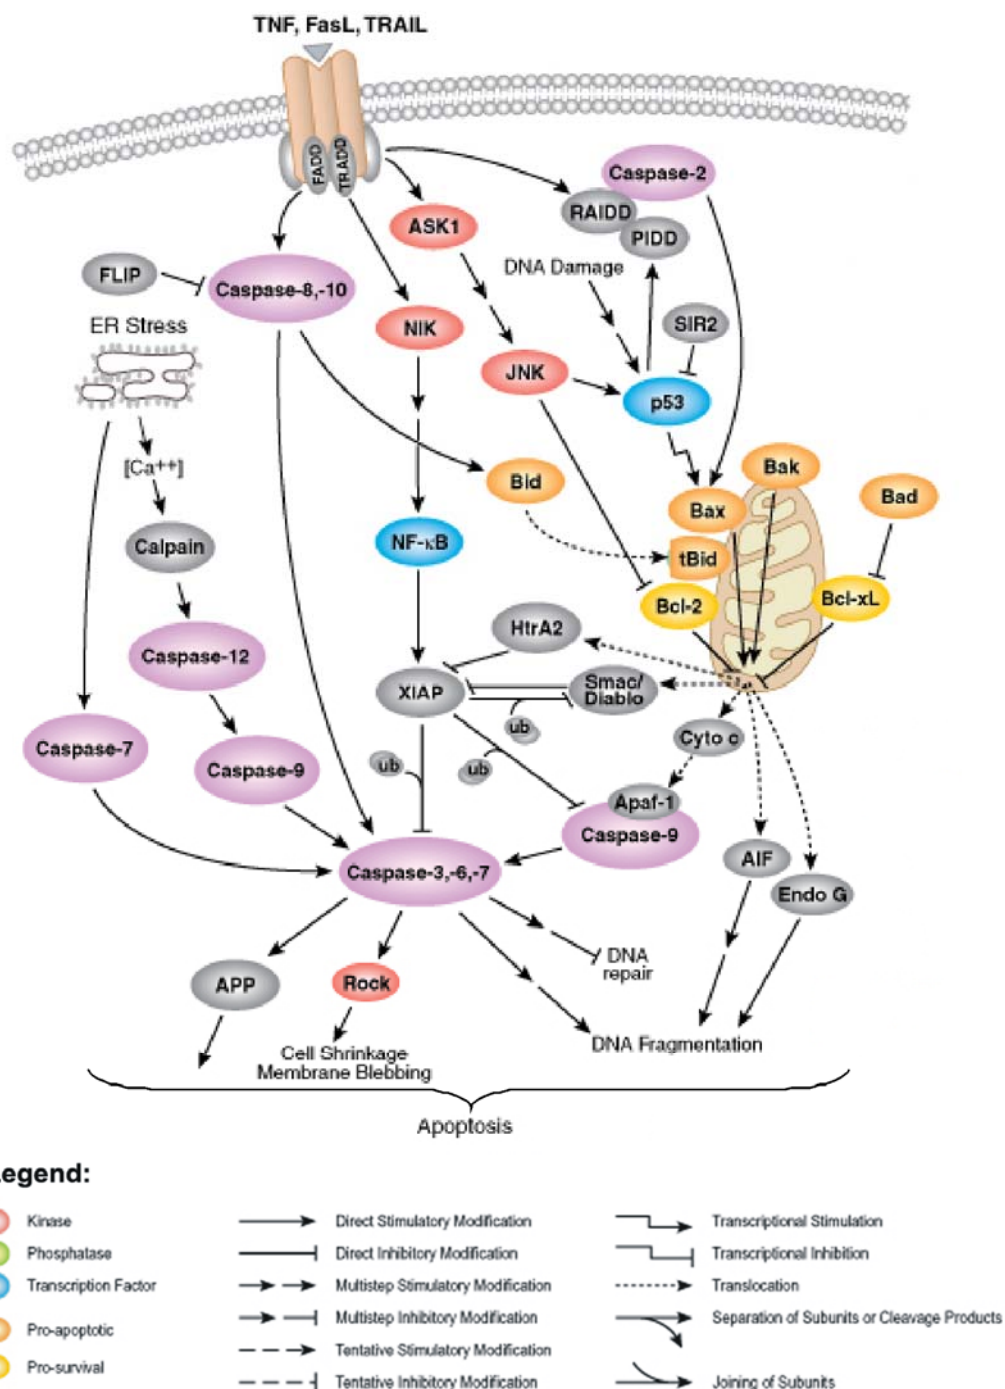 TNF, FasL, TRAIL
FADD
TRADD
Caspase-2
RAIDD
PIDD
ASK1
DNA Damage
FLIP
Caspase-8,-10
SIR2
ER Stress
NIK
JNK
p53
[Ca++]
Bak
Bid
Bad
Bax
Calpain
NF-κB
tBid
Bcl-2
Bcl-xL
HtrA2
Caspase-12
XIAP
Smac/
Diablo
ub
Cyto c
Caspase-7
Caspase-9
ub
ub
Apaf-1
Caspase-9
AIF
Caspase-3,-6,-7
Endo G
DNA
repair
APP
Rock
DNA Fragmentation
Cell Shrinkage
Membrane Blebbing
Apoptosis
egend:
Kinase
Phosphatase
Transcription Factor
Pro-apoptotic
Pro-survival
Direct Stimulatory Modification
Direct Inhibitory Modification
Multistep Stimulatory Modification
Multistep Inhibitory Modification
Tentative Stimulatory Modification
Tentative Inhibitory Modification
Transcriptional Stimulation
Transcriptional Inhibition
Translocation
Separation of Subunits or Cleavage Products
Joining of Subunits